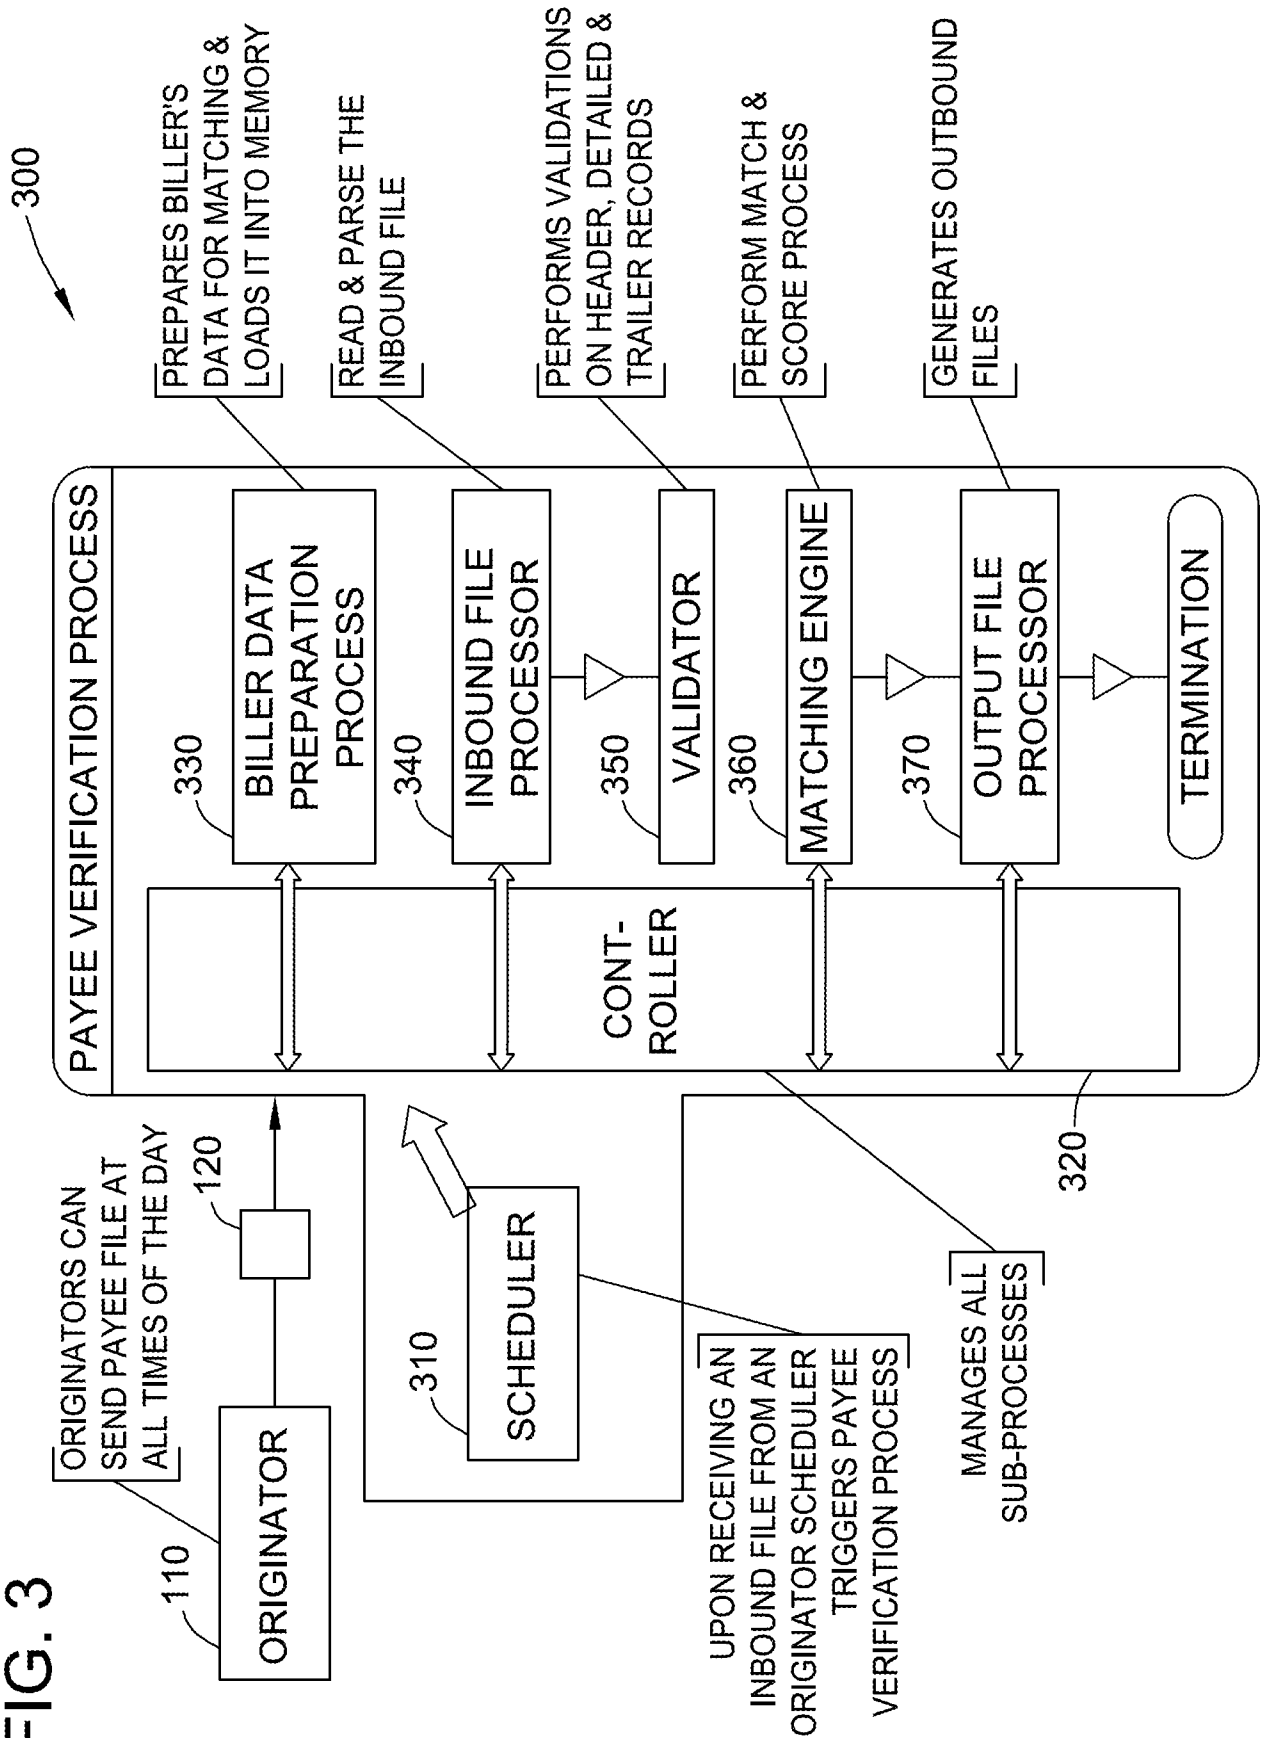 FIG. 3
300
ORIGINATORS CAN
SEND PAYEE FILE AT
ALL TIMES OF THE DAY
110
ORIGINATOR
120
PAYEE VERIFICATION PROCESS
310
SCHEDULER
UPON RECEIVING AN
INBOUND FILE FROM AN
ORIGINATOR SCHEDULER
TRIGGERS PAYEE
VERIFICATION PROCESS
CONT-
ROLLER
320
MANAGES ALL
SUB-PROCESSES
330
BILLER DATA
PREPARATION
PROCESS
PREPARES BILLER'S
DATA FOR MATCHING &
LOADS IT INTO MEMORY
340
INBOUND FILE
PROCESSOR
READ & PARSE THE
INBOUND FILE
350
VALIDATOR
PERFORMS VALIDATIONS
ON HEADER, DETAILED &
TRAILER RECORDS
360
MATCHING ENGINE
PERFORM MATCH &
SCORE PROCESS
370
OUTPUT FILE
PROCESSOR
GENERATES OUTBOUND
FILES
TERMINATION